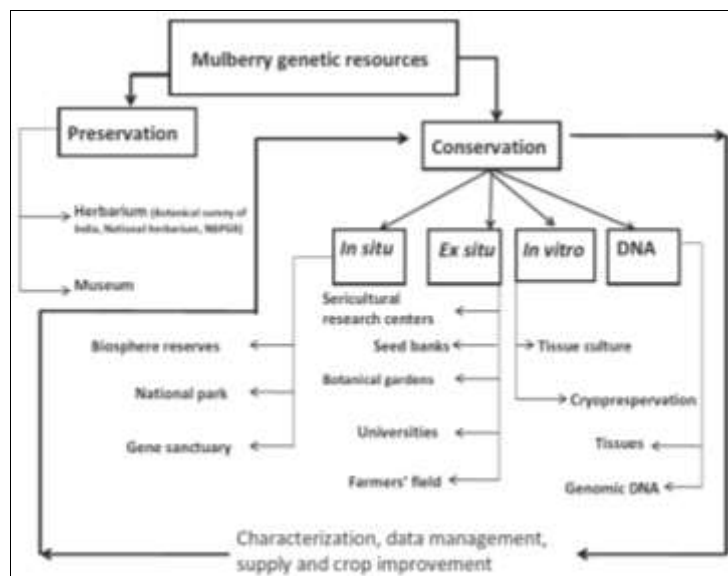 Mulberry genetic resources
Preservation
Conservation
Herbarium (Botanical survey of
India, National herbarium, NBPGR)
Museum
In situ
Ex situ
In vitro
DNA
Biosphere reserves
National park
Gene sanctuary
Sericultural
research centers
Seed banks
Botanical gardens
Universities
Farmers' field
Tissue culture
Cryoprespervation
Tissues
Genomic DNA
Characterization, data management,
supply and crop improvement